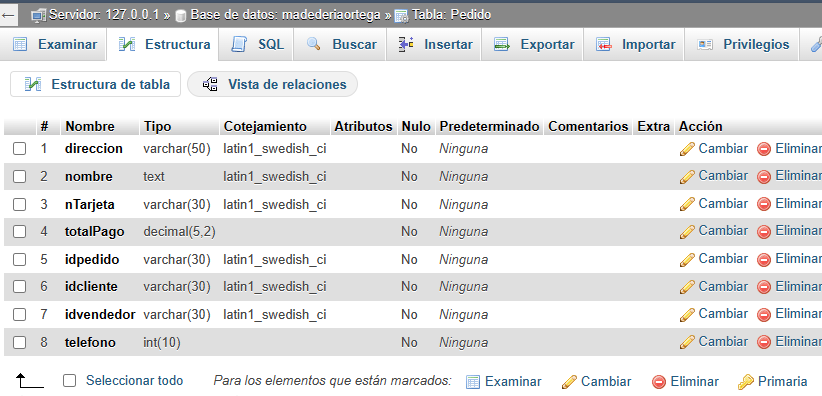 Servidor: 127.0.0.1 » Base de datos: madederiaortega » Tabla: Pedido
Examinar Estructura SQL Buscar Insertar Exportar Importar Privilegios
Estructura de tabla Vista de relaciones
# Nombre Tipo Cotejamiento Atributos Nulo Predeterminado Comentarios Extra Acción
1 direccion varchar(50) latin1_swedish_ci No Ninguna Cambiar Eliminar
2 nombre text latin1_swedish_ci No Ninguna Cambiar Eliminar
3 nTarjeta varchar(30) latin1_swedish_ci No Ninguna Cambiar Eliminar
4 totalPago decimal(5,2) No Ninguna Cambiar Eliminar
5 idpedido varchar(30) latin1_swedish_ci No Ninguna Cambiar Eliminar
6 idcliente varchar(30) latin1_swedish_ci No Ninguna Cambiar Eliminar
7 idvendedor varchar(30) latin1_swedish_ci No Ninguna Cambiar Eliminar
8 telefono int(10) No Ninguna Cambiar Eliminar
Seleccionar todo Para los elementos que están marcados: Examinar Cambiar Eliminar Primaria